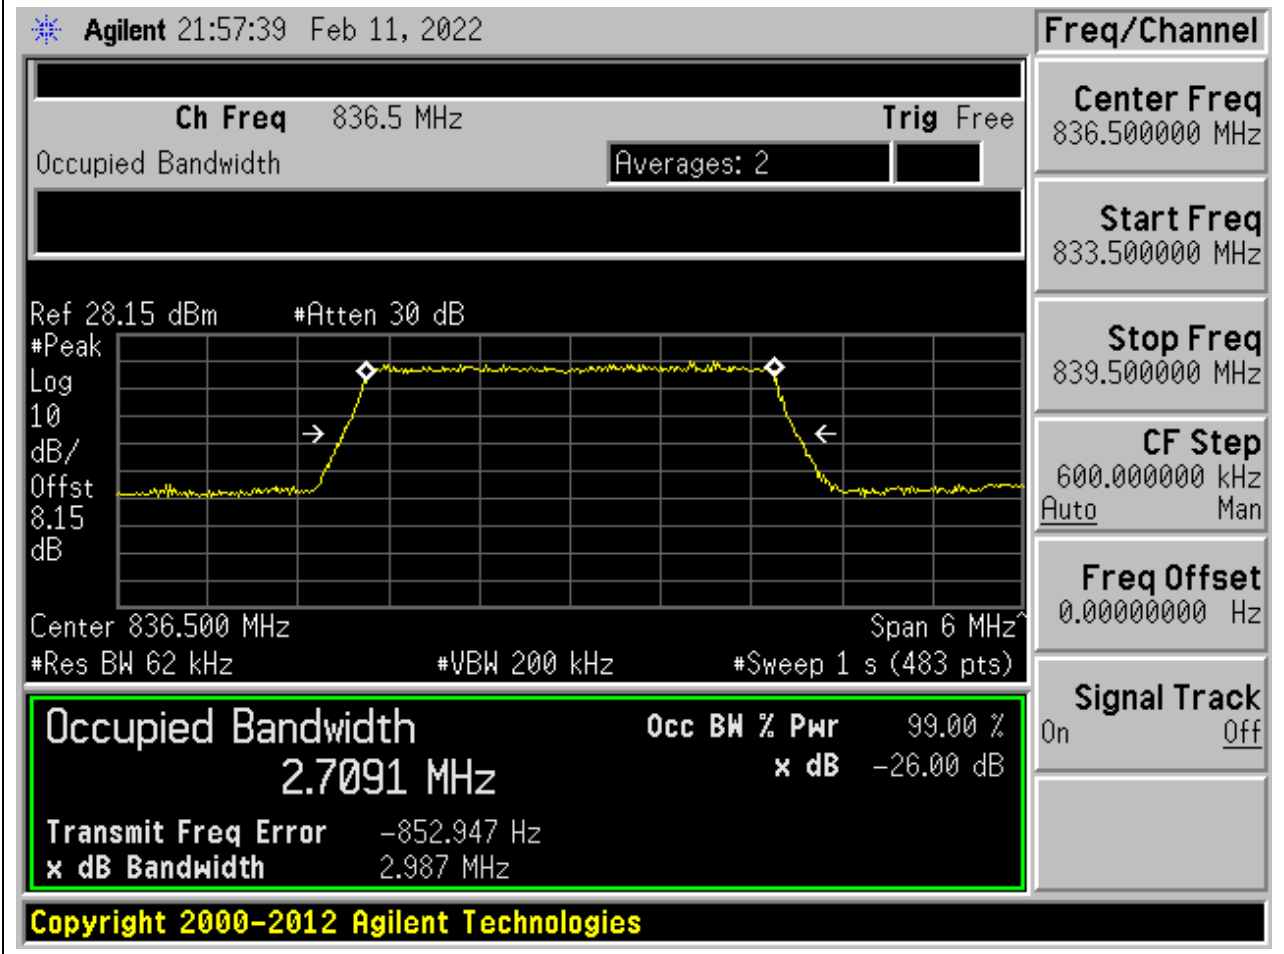 Agilent 21:57:39 Feb 11, 2022
Freq/Channel
Ch Freq 836.5 MHz Trig Free
Occupied Bandwidth Averages: 2
Center Freq
836.500000 MHz
Start Freq
833.500000 MHz
Stop Freq
839.500000 MHz
CF Step
600.000000 kHz
Auto Man
Freq Offset
0.00000000 Hz
Signal Track
On Off
Ref 28.15 dBm #Atten 30 dB
#Peak
Log
10
dB/
Offst
8.15
dB
Center 836.500 MHz Span 6 MHz^
#Res BW 62 kHz #VBW 200 kHz #Sweep 1 s (483 pts)
Occupied Bandwidth Occ BW % Pwr 99.00 %
2.7091 MHz x dB -26.00 dB
Transmit Freq Error -852.947 Hz
x dB Bandwidth 2.987 MHz
Copyright 2000-2012 Agilent Technologies